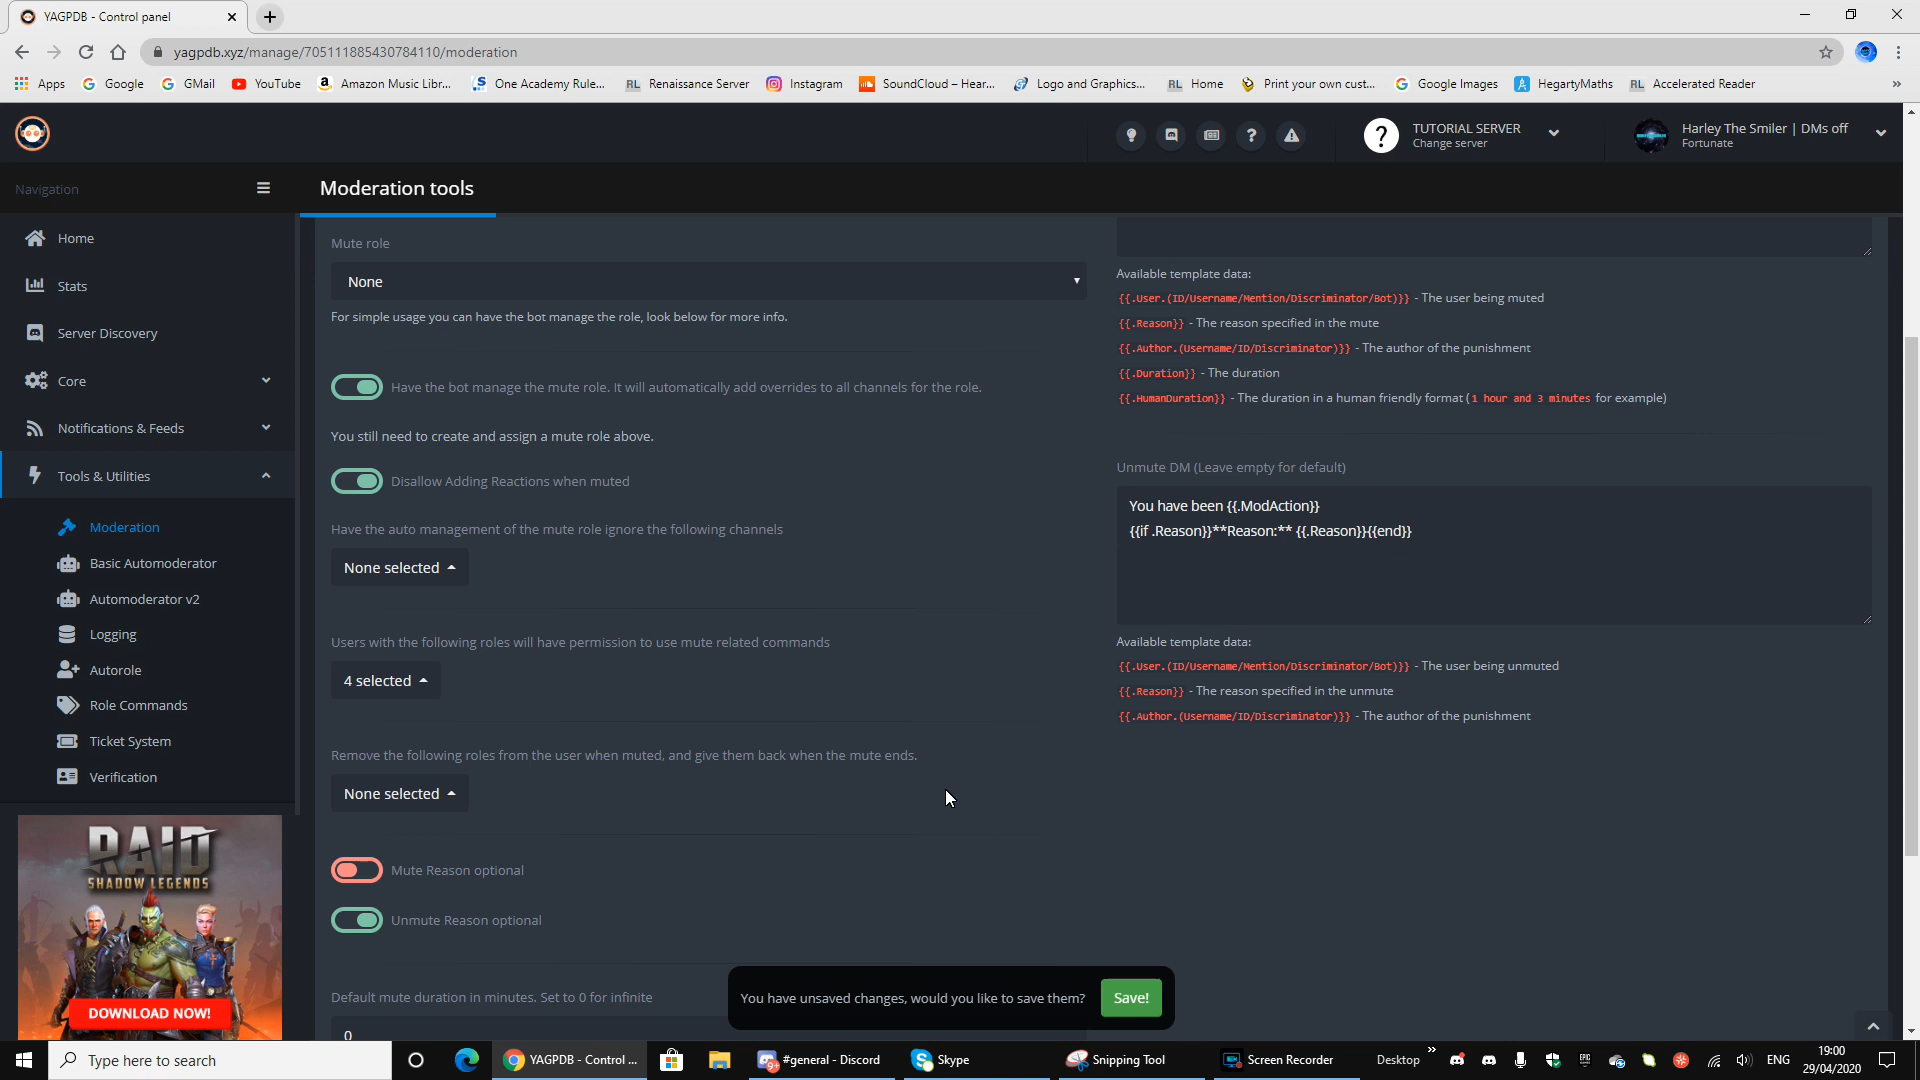 YAGPDB - Control panel
yagpdb.xyz/manage/705111885430784110/moderation
Apps
Google
GMail
YouTube
Amazon Music Libr...
One Academy Rule...
RL Renaissance Server
Instagram
SoundCloud – Hear...
Logo and Graphics...
RL Home
Print your own cust...
Google Images
HegartyMaths
RL Accelerated Reader
»
TUTORIAL SERVER
Change server
Harley The Smiler | DMs off
Fortunate
Navigation
Moderation tools
Home
Stats
Server Discovery
Core
Notifications & Feeds
Tools & Utilities
Moderation
Basic Automoderator
Automoderator v2
Logging
Autorole
Role Commands
Ticket System
Verification
RAID
SHADOW LEGENDS
DOWNLOAD NOW!
Mute role
None
For simple usage you can have the bot manage the role, look below for more info.
Have the bot manage the mute role. It will automatically add overrides to all channels for the role.
You still need to create and assign a mute role above.
Disallow Adding Reactions when muted
Have the auto management of the mute role ignore the following channels
None selected
Users with the following roles will have permission to use mute related commands
4 selected
Remove the following roles from the user when muted, and give them back when the mute ends.
None selected
Mute Reason optional
Unmute Reason optional
Default mute duration in minutes. Set to 0 for infinite
0
Available template data:
{{.User.(ID/Username/Mention/Discriminator/Bot)}} - The user being muted
{{.Reason}} - The reason specified in the mute
{{.Author.(Username/ID/Discriminator)}} - The author of the punishment
{{.Duration}} - The duration
{{.HumanDuration}} - The duration in a human friendly format (1 hour and 3 minutes for example)
Unmute DM (Leave empty for default)
You have been {{.ModAction}}
{{if .Reason}}**Reason:** {{.Reason}}{{end}}
Available template data:
{{.User.(ID/Username/Mention/Discriminator/Bot)}} - The user being unmuted
{{.Reason}} - The reason specified in the unmute
{{.Author.(Username/ID/Discriminator)}} - The author of the punishment
You have unsaved changes, would you like to save them?
Save!
Type here to search
YAGPDB - Control ...
#general - Discord
Skype
Snipping Tool
Screen Recorder
Desktop
»
ENG
19:00
29/04/2020